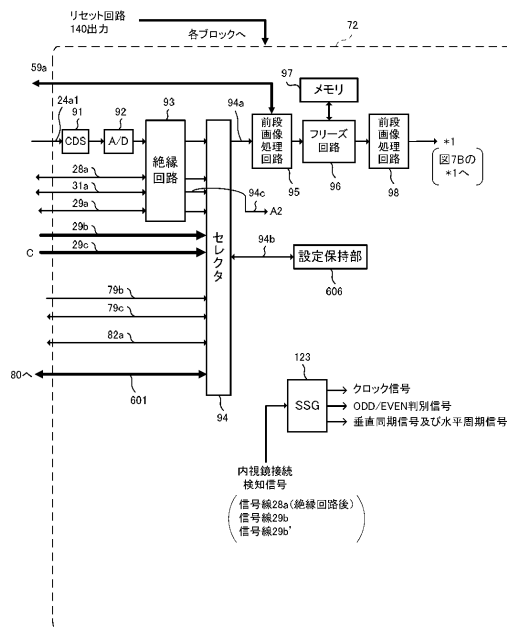 リセット回路
140出力
各ブロックへ
72
59a
97
メモリ
24a1
91
92
93
94a
CDS
A/D
絶縁
回路
前段
画像
処理
回路
95
フリーズ
回路
96
前段
画像
処理
回路
98
*1
図7Bの
*1へ
28a
31a
29a
94c
A2
29b
C
29c
セレクタ
94b
設定保持部
606
79b
79c
82a
80へ
601
94
123
SSG
クロック信号
ODD/EVEN判別信号
垂直同期信号及び水平周期信号
内視鏡接続
検知信号
信号線28a(絶縁回路後)
信号線29b
信号線29b'